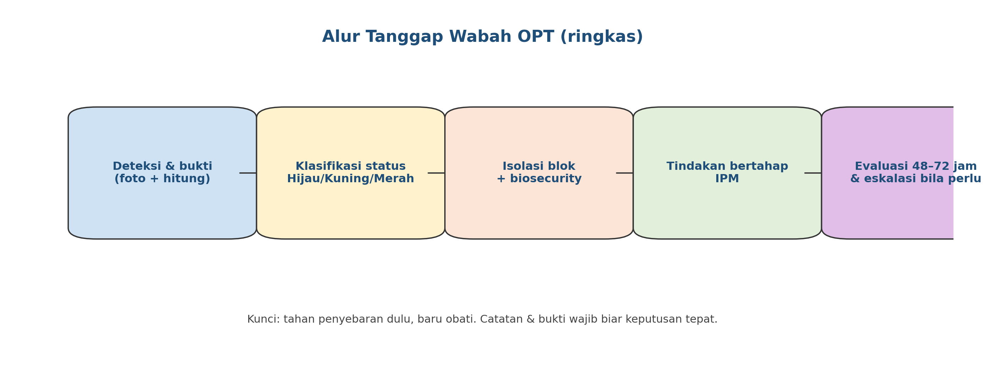 Alur Tanggap Wabah OPT (ringkas)
Deteksi & bukti
(foto + hitung)
Klasifikasi status
Hijau/Kuning/Merah
Isolasi blok
+ biosecurity
Tindakan bertahap
IPM
Evaluasi 48–72 jam
& eskalasi bila perlu
Kunci: tahan penyebaran dulu, baru obati. Catatan & bukti wajib biar keputusan tepat.